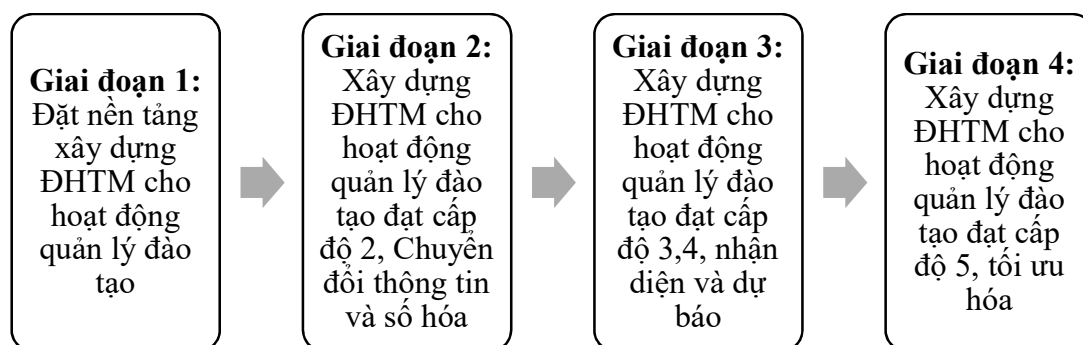 Giai đoạn 1:
Đặt nền tảng
xây dựng
ĐHTM cho
hoạt động
quản lý đào
tạo
Giai đoạn 2:
Xây dựng
ĐHTM cho
hoạt động
quản lý đào
tạo đạt cấp
độ 2, Chuyển
đổi thông tin
và số hóa
Giai đoạn 3:
Xây dựng
ĐHTM cho
hoạt động
quản lý đào
tạo đạt cấp
độ 3,4, nhận
diện và dự
báo
Giai đoạn 4:
Xây dựng
ĐHTM cho
hoạt động
quản lý đào
tạo đạt cấp
độ 5, tối ưu
hóa